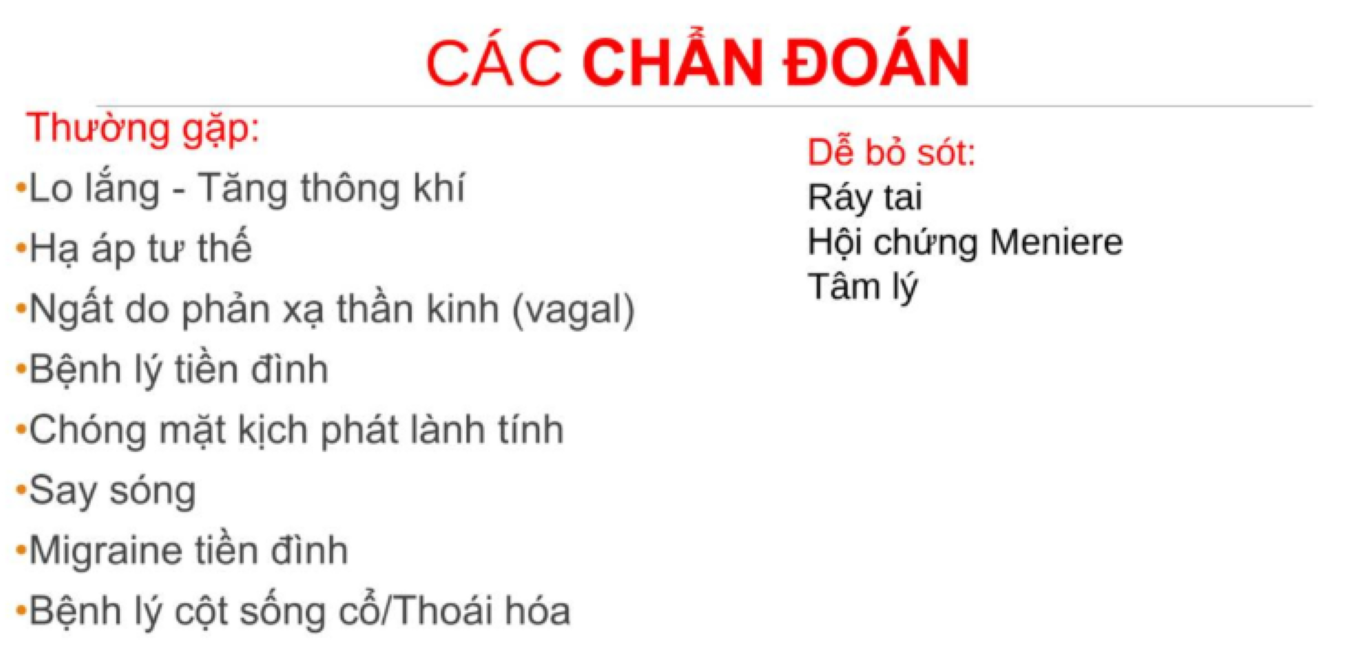 CÁC CHẨN ĐOÁN
Thường gặp:
•Lo lắng - Tăng thông khí
•Hạ áp tư thế
•Ngất do phản xạ thần kinh (vagal)
•Bệnh lý tiền đình
•Chóng mặt kịch phát lành tính
•Say sóng
•Migraine tiền đình
•Bệnh lý cột sống cổ/Thoái hóa
Dễ bỏ sót:
Ráy tai
Hội chứng Meniere
Tâm lý